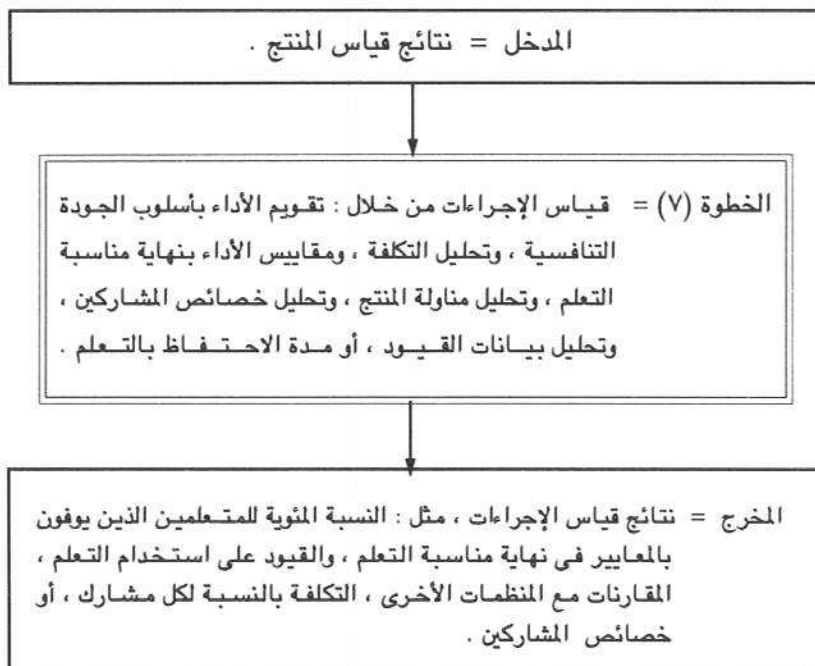 المدخل = نتائج قياس المنتج .
الخطوة (٧) = قياس الإجراءات من خلال : تقويم الأداء بأسلوب الجودة
التنافسية ، وتحليل التكلفة ، ومقاييس الأداء بنهاية مناسبة
التعلم ، وتحليل مناولة المنتج ، وتحليل خصائص المشاركين ،
وتحليل بيانات القيود ، أو مدة الاحتفاظ بالتعلم .
المخرج = نتائج قياس الإجراءات ، مثل : النسبة المئوية للمتعلمين الذين يوفون
بالمعايير فى نهاية مناسبة التعلم ، والقيود على استخدام التعلم ،
المقارنات مع المنظمات الأخرى ، التكلفة بالنسبة لكل مشارك ، أو
خصائص المشاركين .